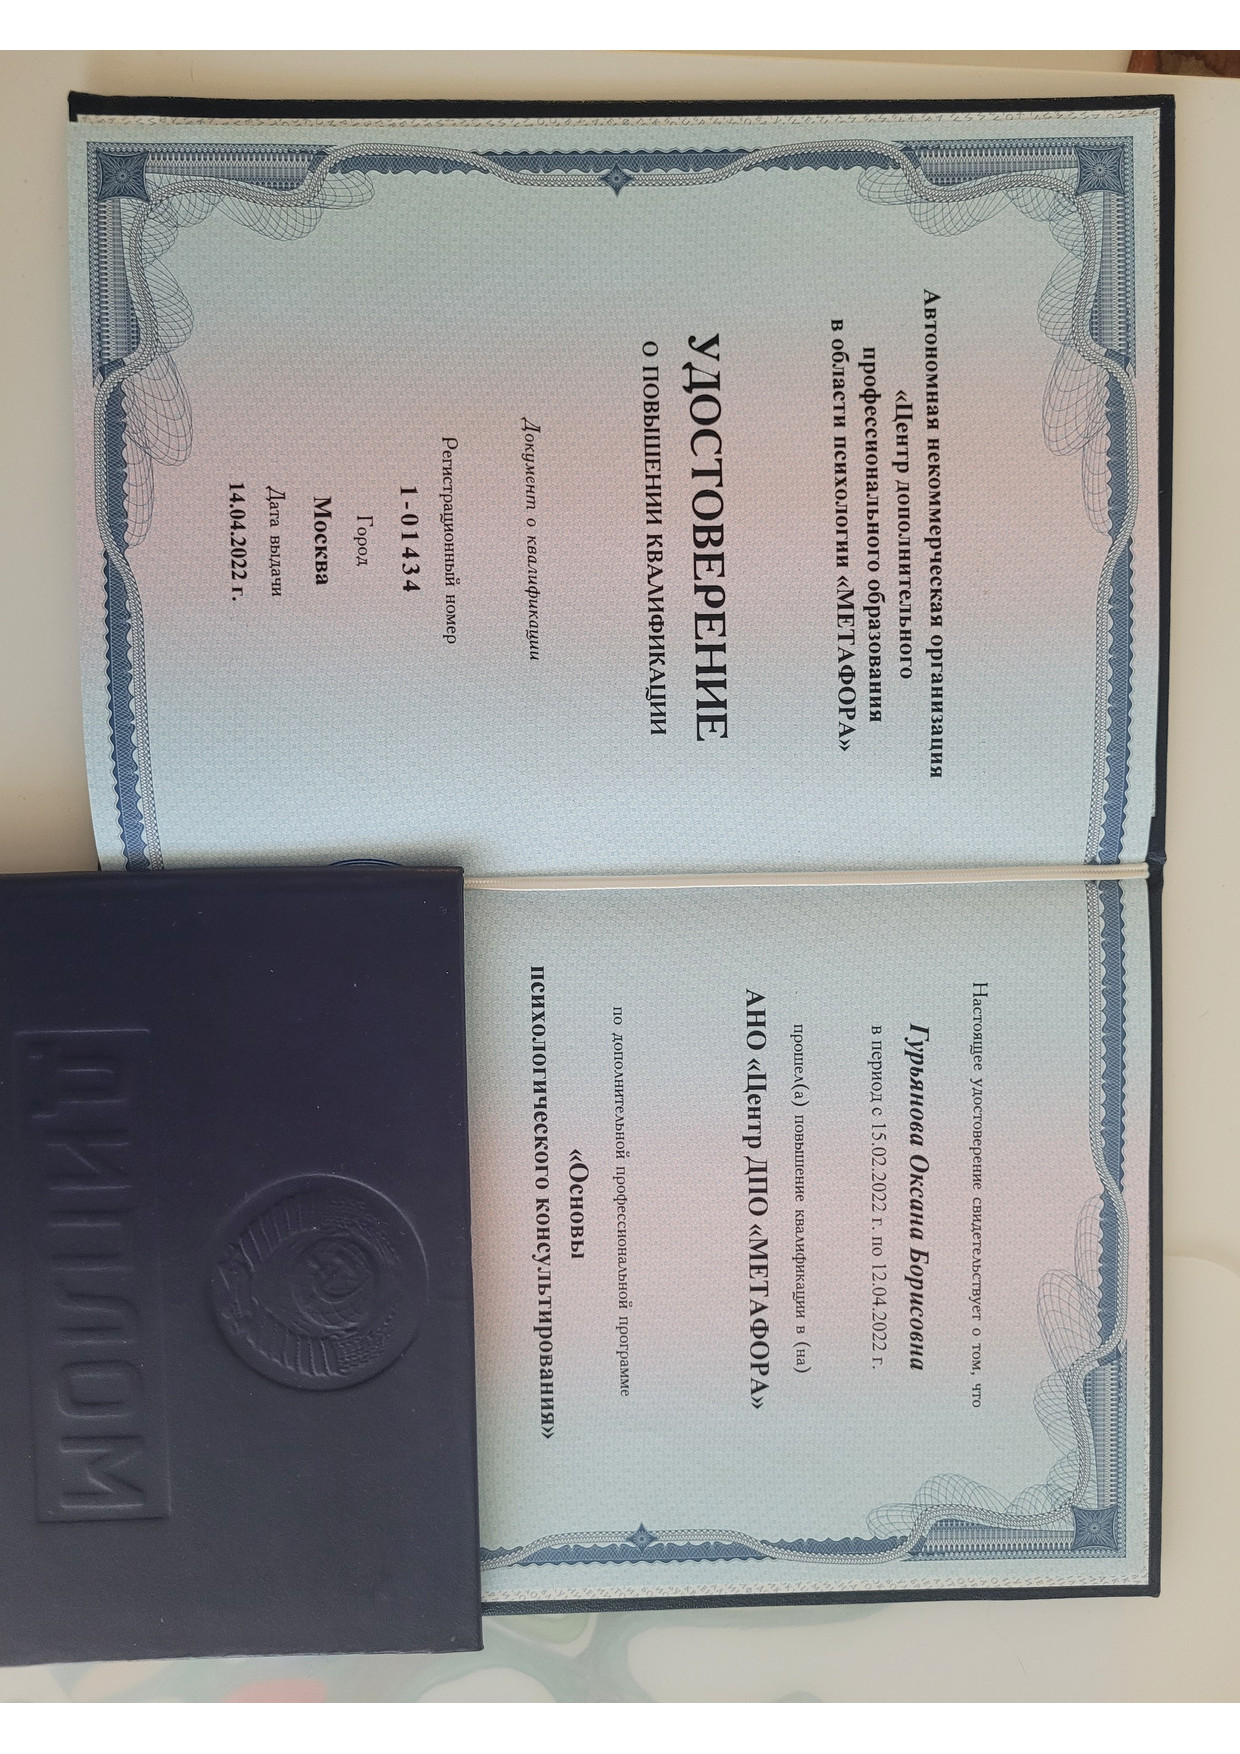 Автономная некоммерческая организация
«Центр дополнительного
профессионального образования
в области психологии «МЕТАФОРА»
УДОСТОВЕРЕНИЕ
О ПОВЫШЕНИИ КВАЛИФИКАЦИИ
Документ о квалификации
Регистрационный номер
1-01434
Город
Москва
Дата выдачи
14.04.2022 г.
Настоящее удостоверение свидетельствует о том, что
Гурьянова Оксана Борисовна
в период с 15.02.2022 г. по 12.04.2022 г.
прошел(а) повышение квалификации в (на)
АНО «Центр ДПО «МЕТАФОРА»
по дополнительной профессиональной программе
«Основы
психологического консультирования»
ДИПЛОМ